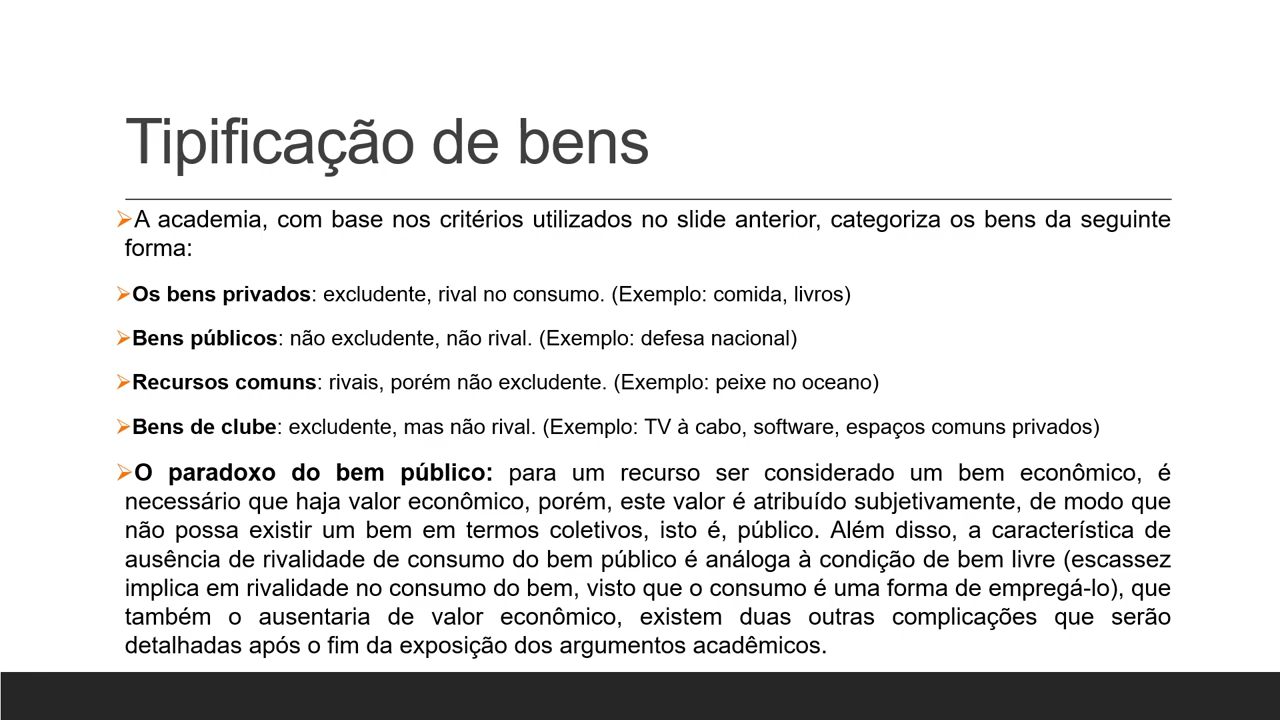 Tipificação de bens
A academia, com base nos critérios utilizados no slide anterior, categoriza os bens da seguinte
forma:
Os bens privados: excludente, rival no consumo. (Exemplo: comida, livros)
Bens públicos: não excludente, não rival. (Exemplo: defesa nacional)
Recursos comuns: rivais, porém não excludente. (Exemplo: peixe no oceano)
Bens de clube: excludente, mas não rival. (Exemplo: TV à cabo, software, espaços comuns privados)
O paradoxo do bem público: para um recurso ser considerado um bem econômico, é
necessário que haja valor econômico, porém, este valor é atribuído subjetivamente, de modo que
não possa existir um bem em termos coletivos, isto é, público. Além disso, a característica de
ausência de rivalidade de consumo do bem público é análoga à condição de bem livre (escassez
implica em rivalidade no consumo do bem, visto que o consumo é uma forma de empregá-lo), que
também o ausentaria de valor econômico, existem duas outras complicações que serão
detalhadas após o fim da exposição dos argumentos acadêmicos.